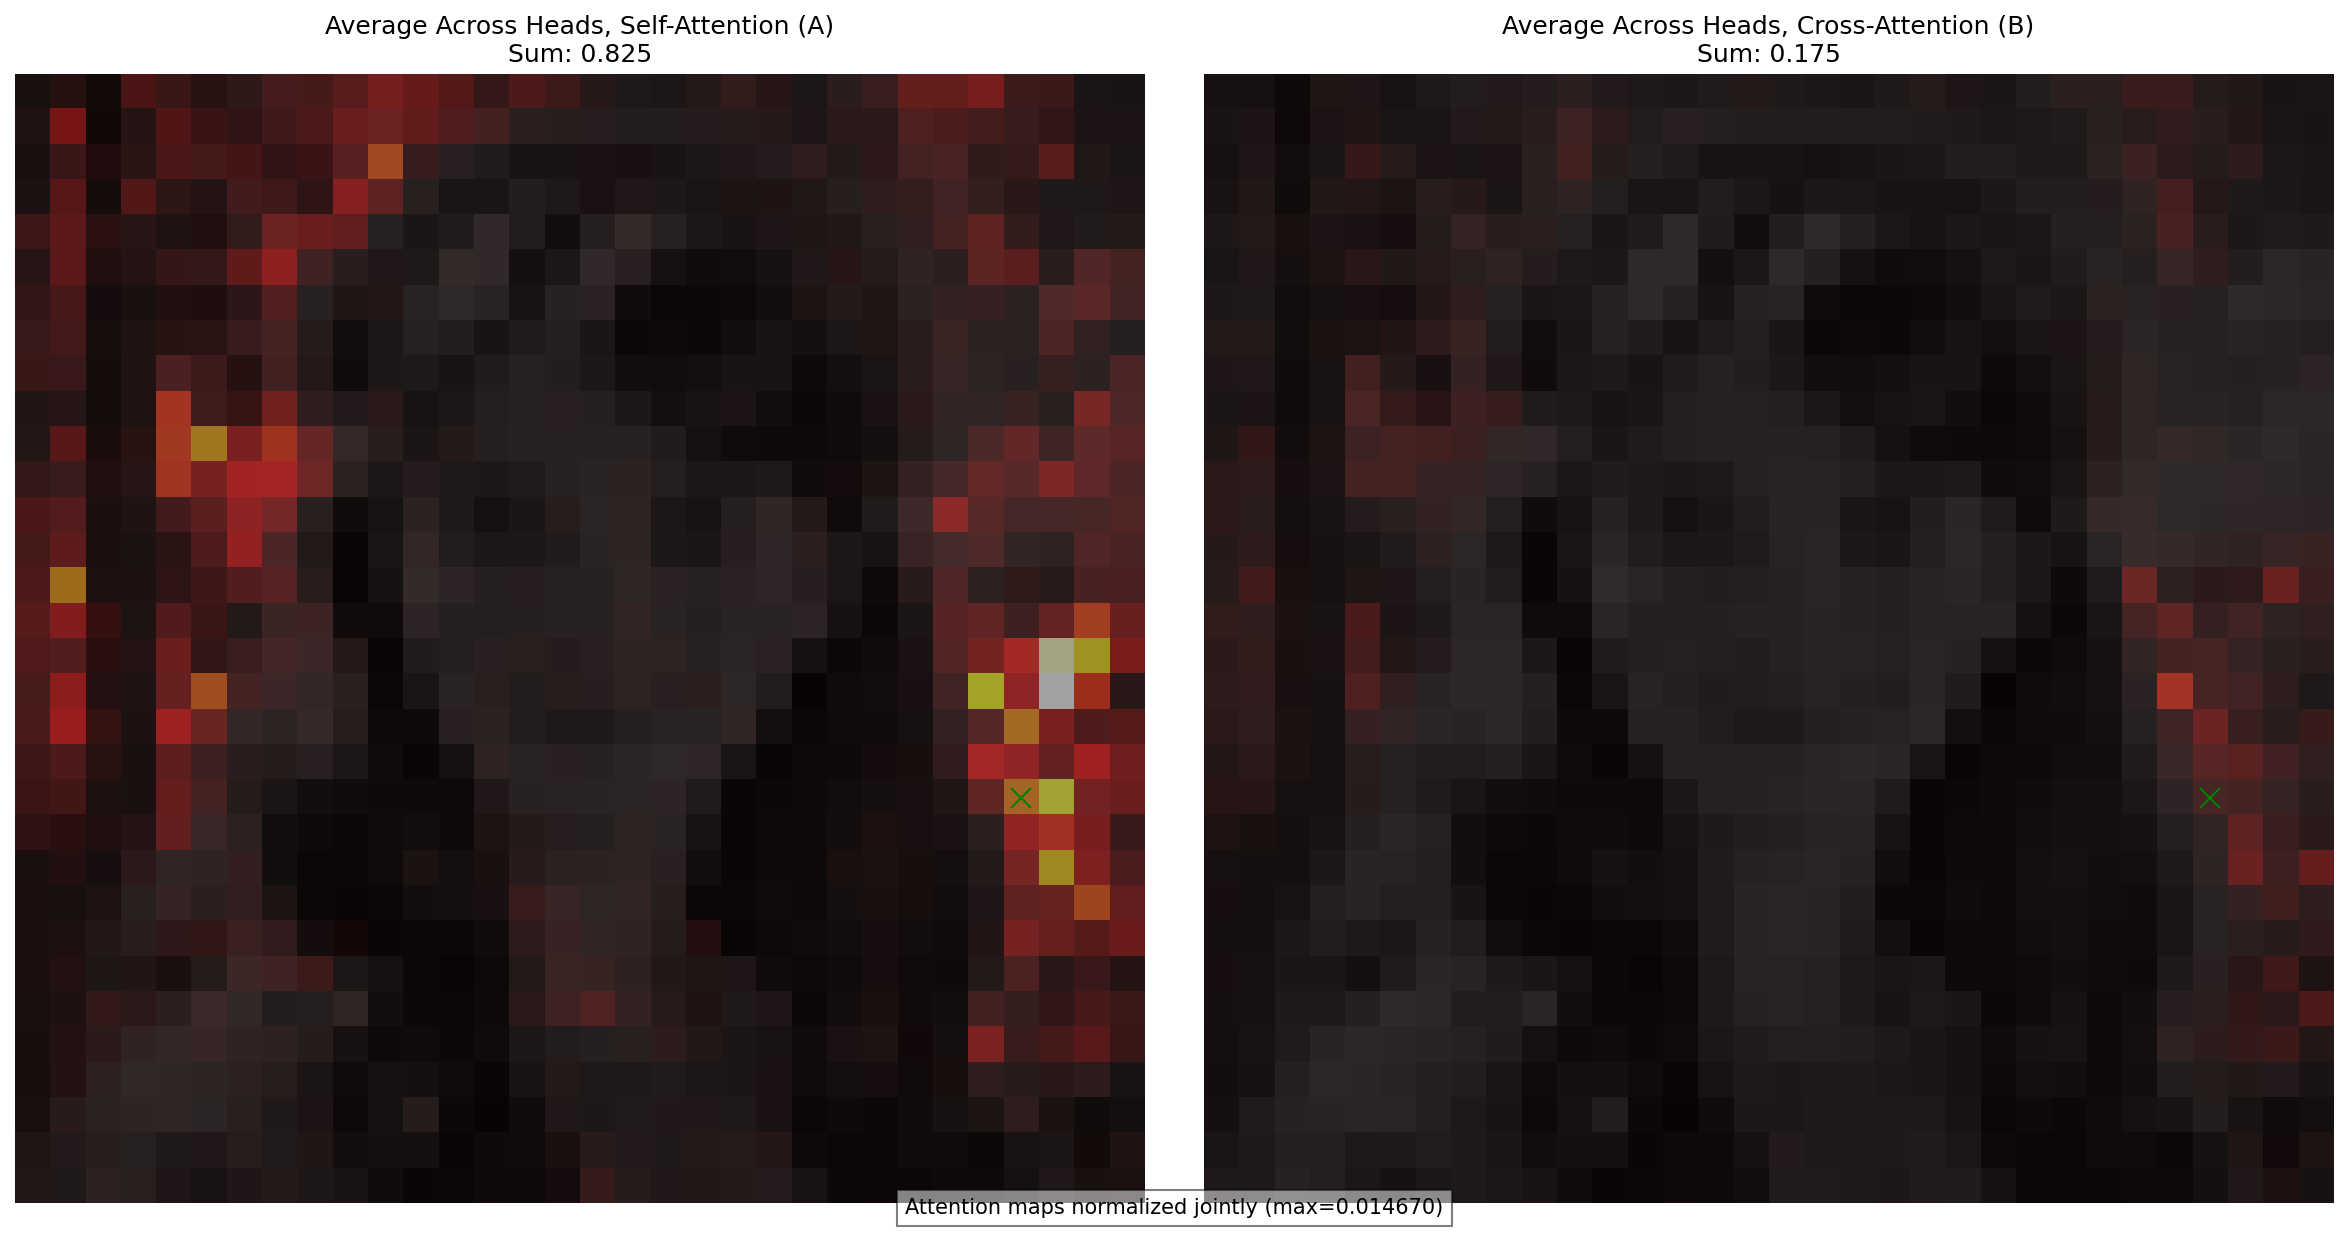 Average Across Heads, Self-Attention (A)
Sum: 0.825
Average Across Heads, Cross-Attention (B)
Sum: 0.175
Attention maps normalized jointly (max=0.014670)